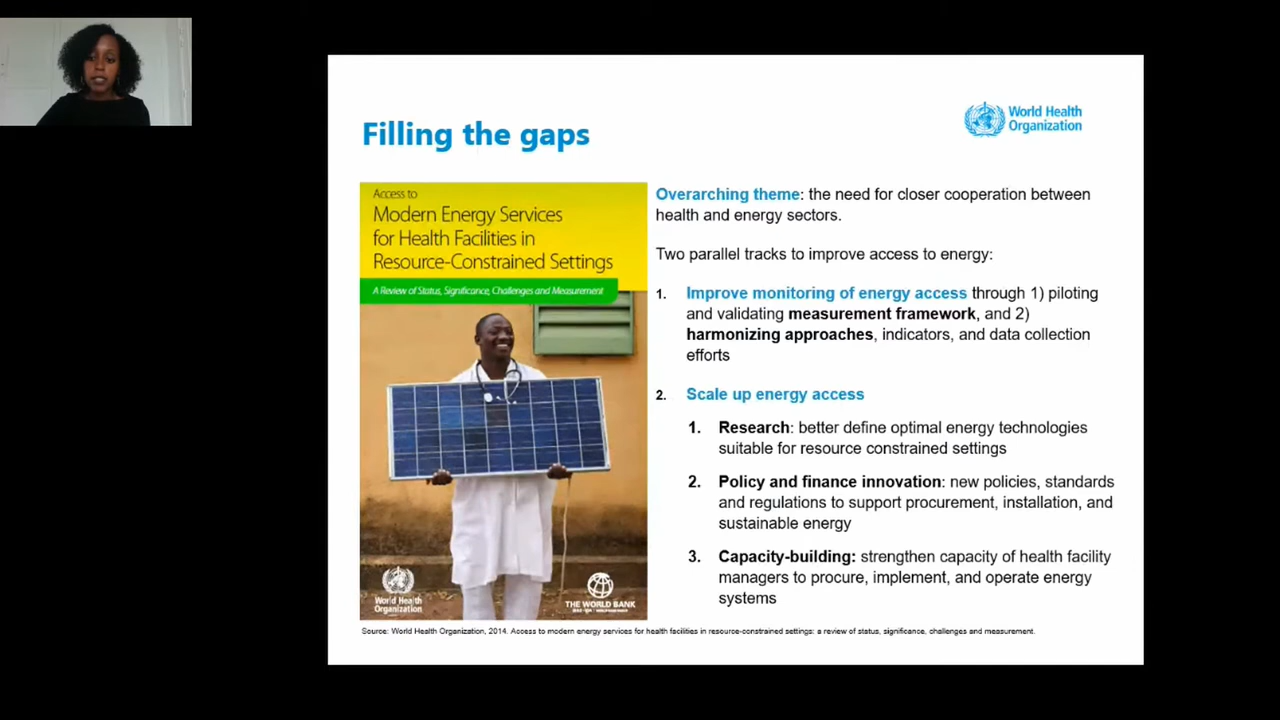 Filling the gaps
World Health
Organization
Access to
Modern Energy Services
for Health Facilities in
Resource-Constrained Settings
A Review of Status, Significance, Challenges and Measurement
World Health
Organization
THE WORLD BANK
Overarching theme: the need for closer cooperation between
health and energy sectors.
Two parallel tracks to improve access to energy:
1. Improve monitoring of energy access through 1) piloting
and validating measurement framework, and 2)
harmonizing approaches, indicators, and data collection
efforts
2. Scale up energy access
1. Research: better define optimal energy technologies
suitable for resource constrained settings
2. Policy and finance innovation: new policies, standards
and regulations to support procurement, installation, and
sustainable energy
3. Capacity-building: strengthen capacity of health facility
managers to procure, implement, and operate energy
systems
Source: World Health Organization, 2014. Access to modern energy services for health facilities in resource-constrained settings: a review of status, significance, challenges and measurement.